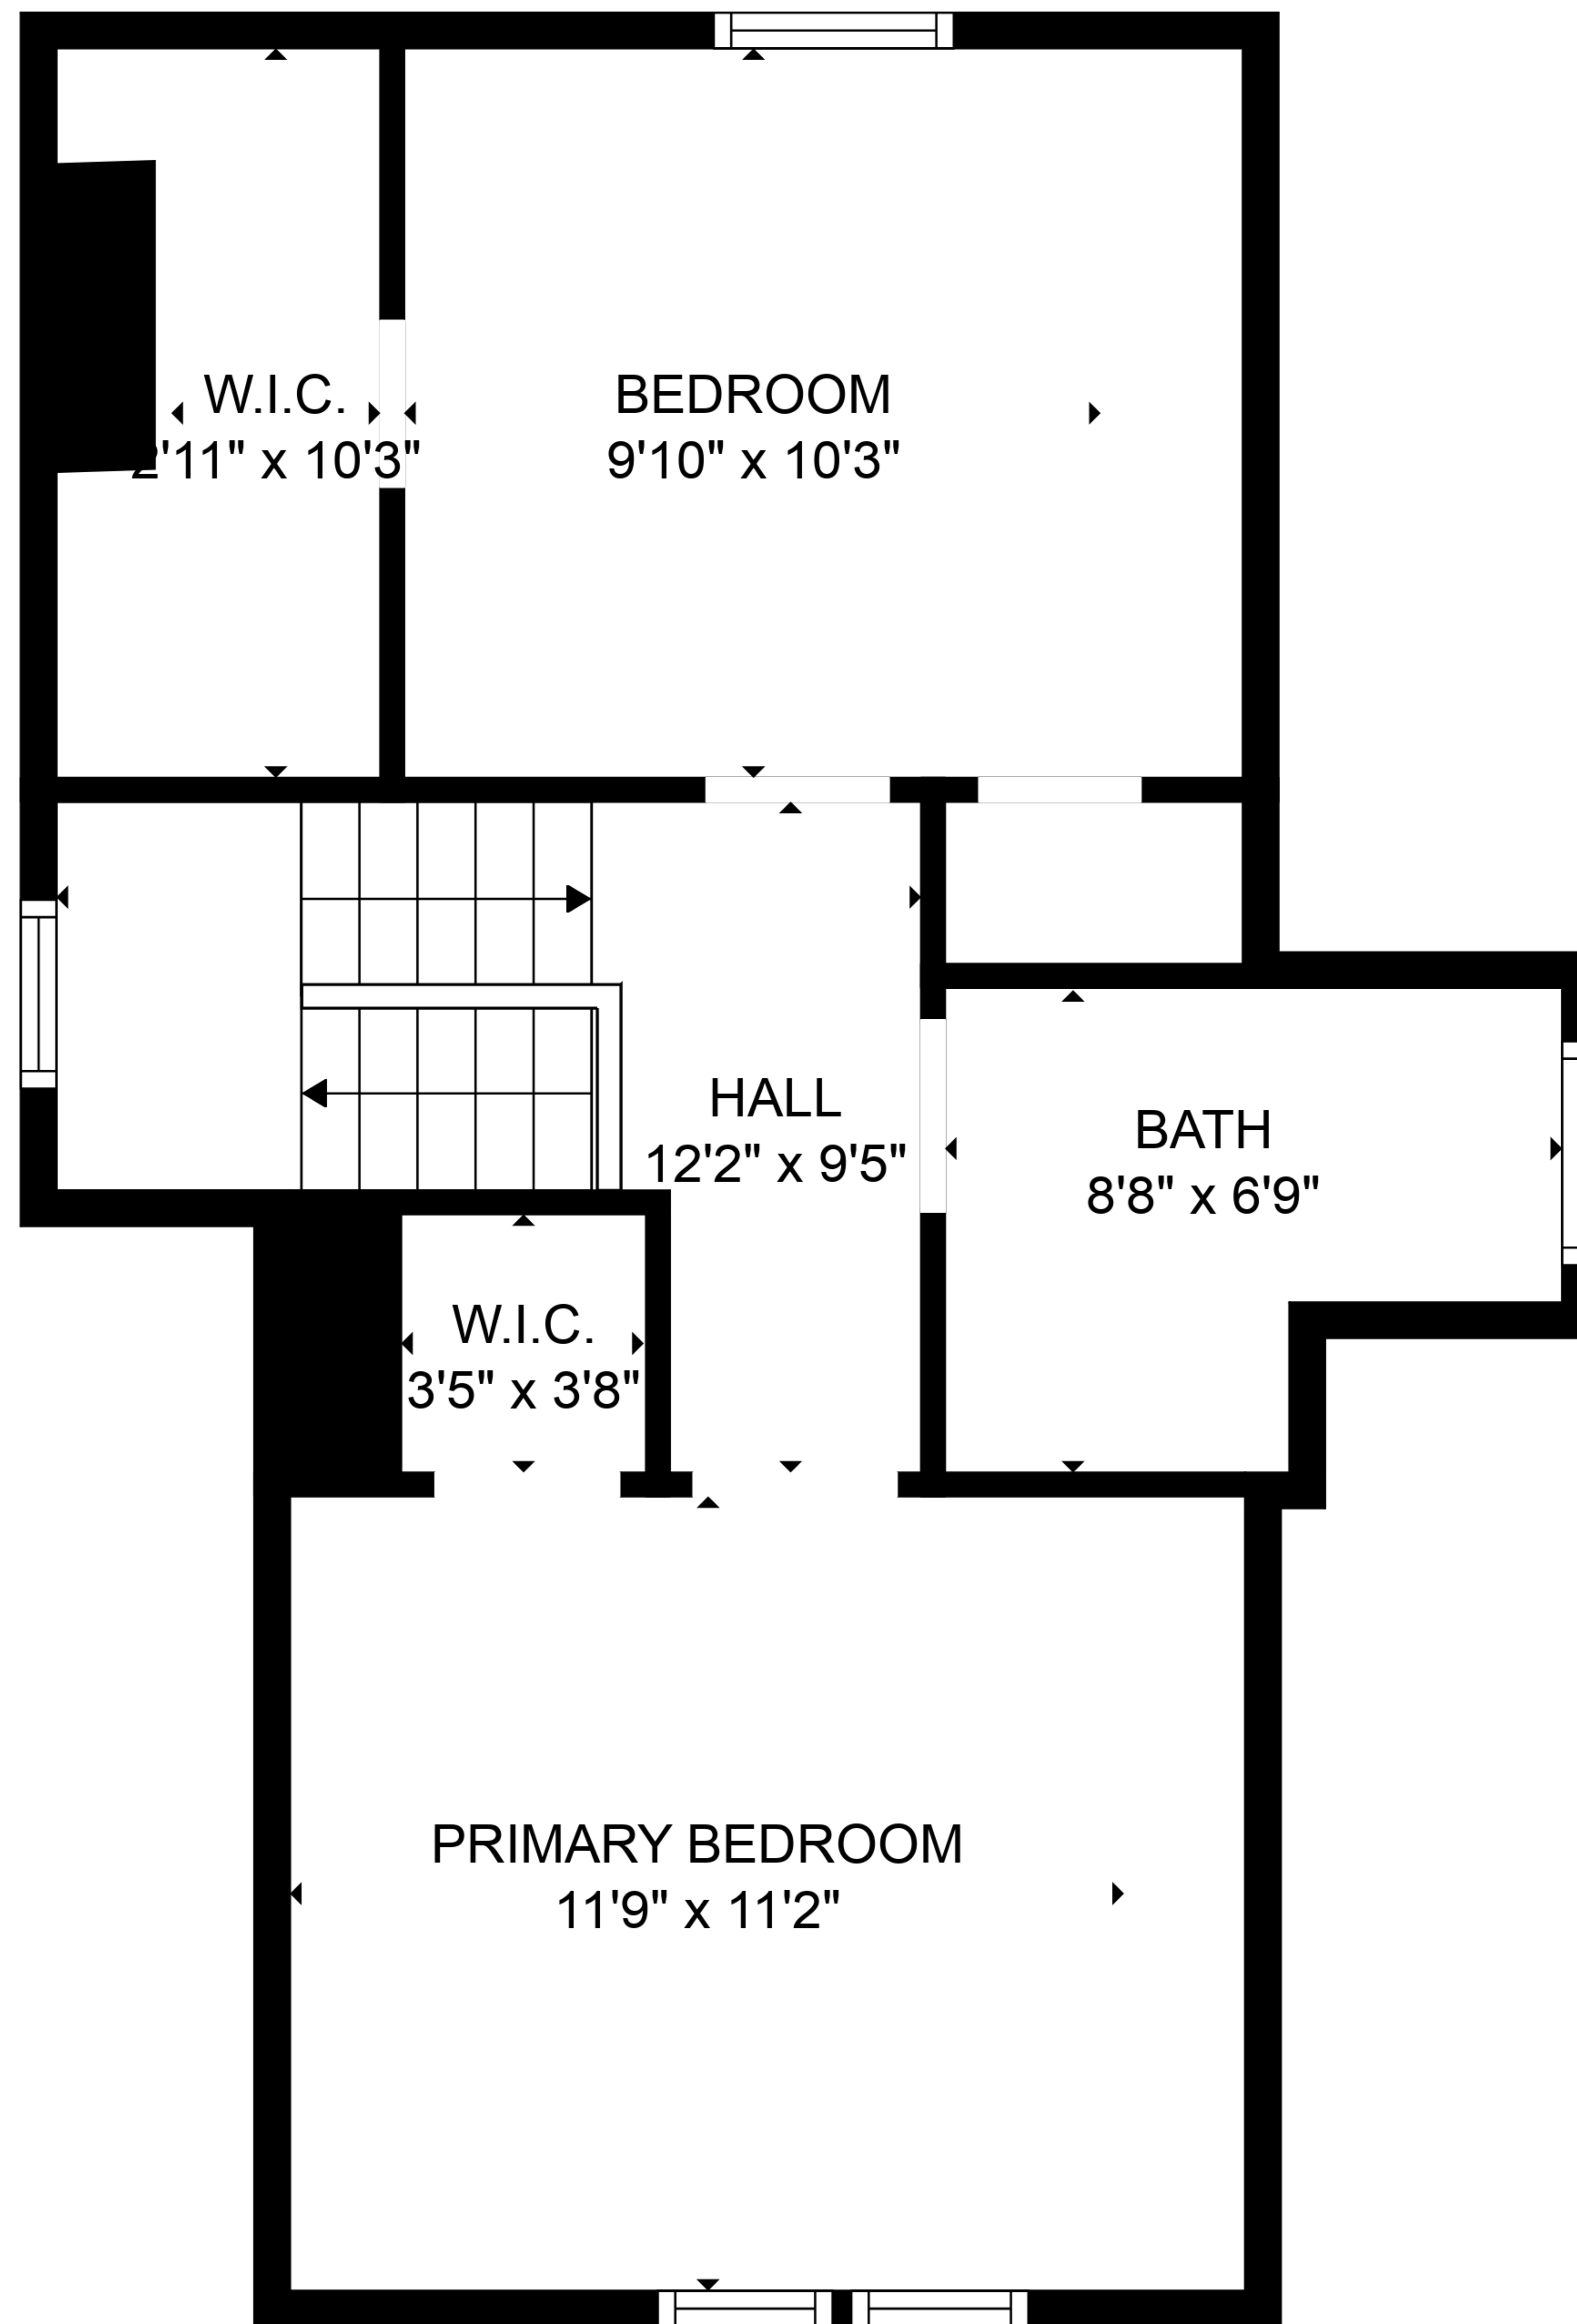 W.I.C.
2'11" x 10'3"
BEDROOM
9'10" x 10'3"
HALL
12'2" x 9'5"
BATH
8'8" x 6'9"
W.I.C.
3'5" x 3'8"
PRIMARY BEDROOM
11'9" x 11'2"